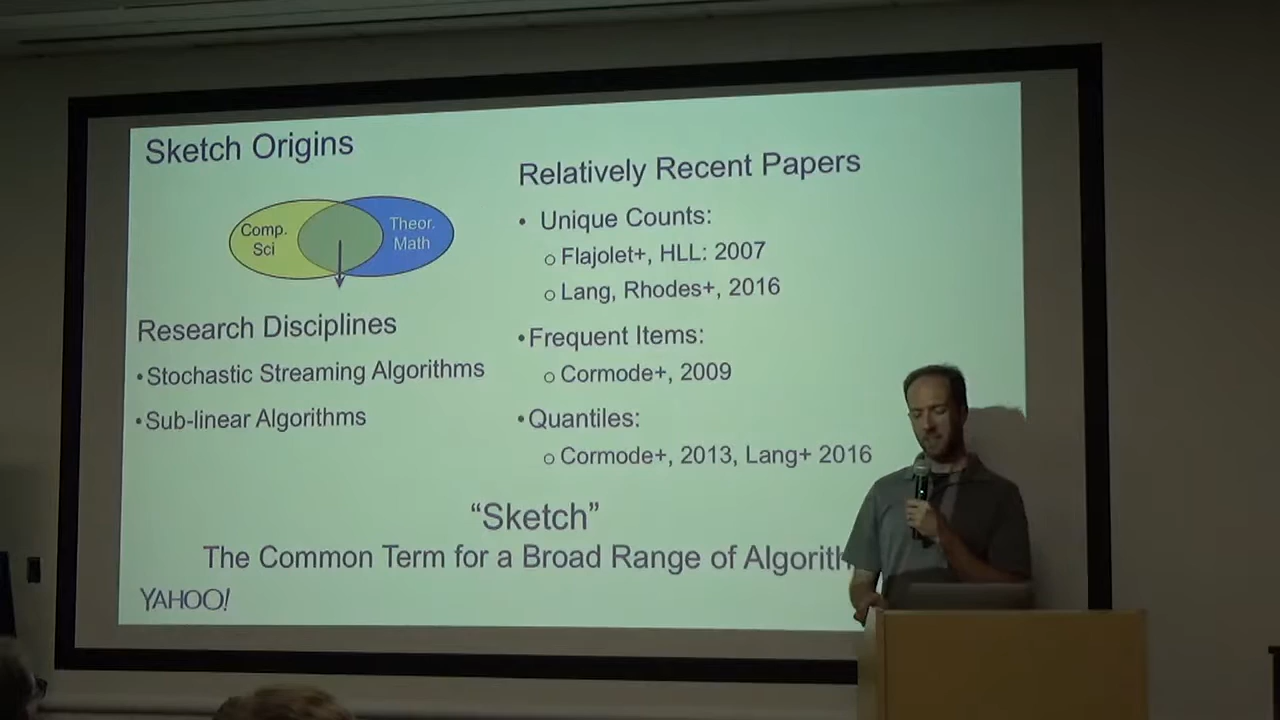 Sketch Origins
Comp.
Sci
Theor.
Math
Research Disciplines
•Stochastic Streaming Algorithms
•Sub-linear Algorithms
Relatively Recent Papers
• Unique Counts:
o Flajolet+, HLL: 2007
o Lang, Rhodes+, 2016
•Frequent Items:
o Cormode+, 2009
•Quantiles:
o Cormode+, 2013, Lang+ 2016
“Sketch”
The Common Term for a Broad Range of Algorith
YAHOO!